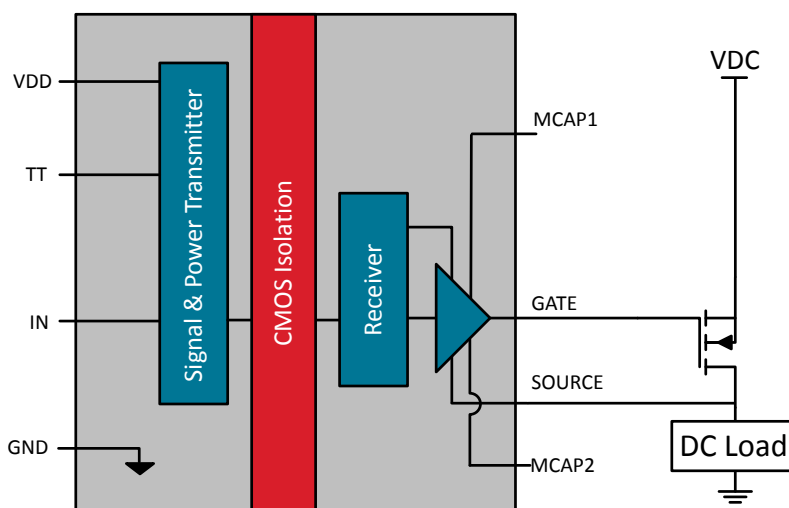 VDD
TT
IN
GND
Signal & Power Transmitter
CMOS Isolation
Receiver
MCAP1
GATE
SOURCE
MCAP2
VDC
DC Load